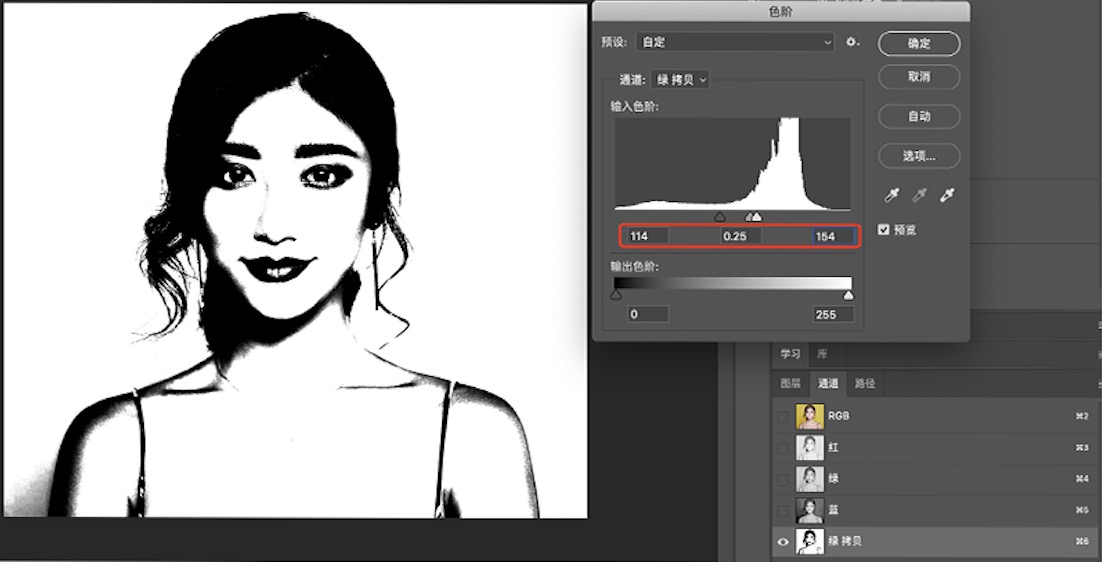 色阶
预设: 自定
确定
取消
通道: 绿 拷贝
输入色阶:
自动
选项...
114 0.25 154
预览
输出色阶:
0 255
学习 库
图层 通道 路径
RGB ⌘2
红 ⌘3
绿 ⌘4
蓝 ⌘5
绿 拷贝 ⌘6